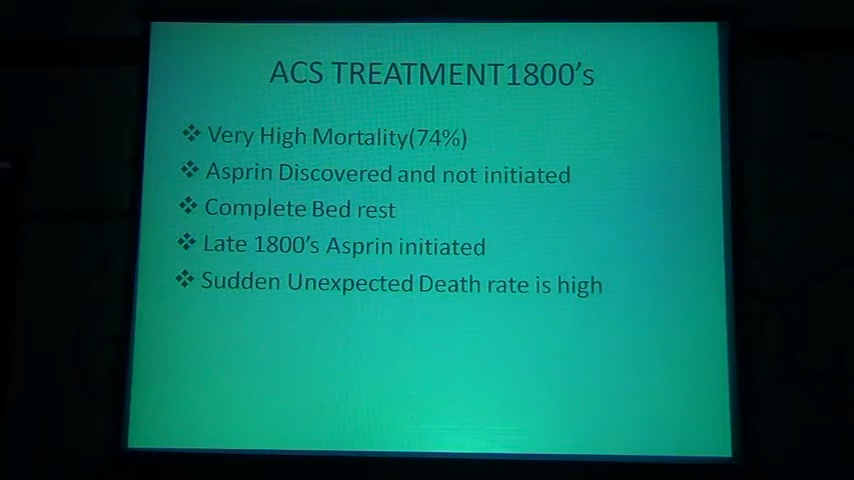 ACS TREATMENT1800's
❖ Very High Mortality(74%)
❖ Asprin Discovered and not initiated
❖ Complete Bed rest
❖ Late 1800's Asprin initiated
❖ Sudden Unexpected Death rate is high